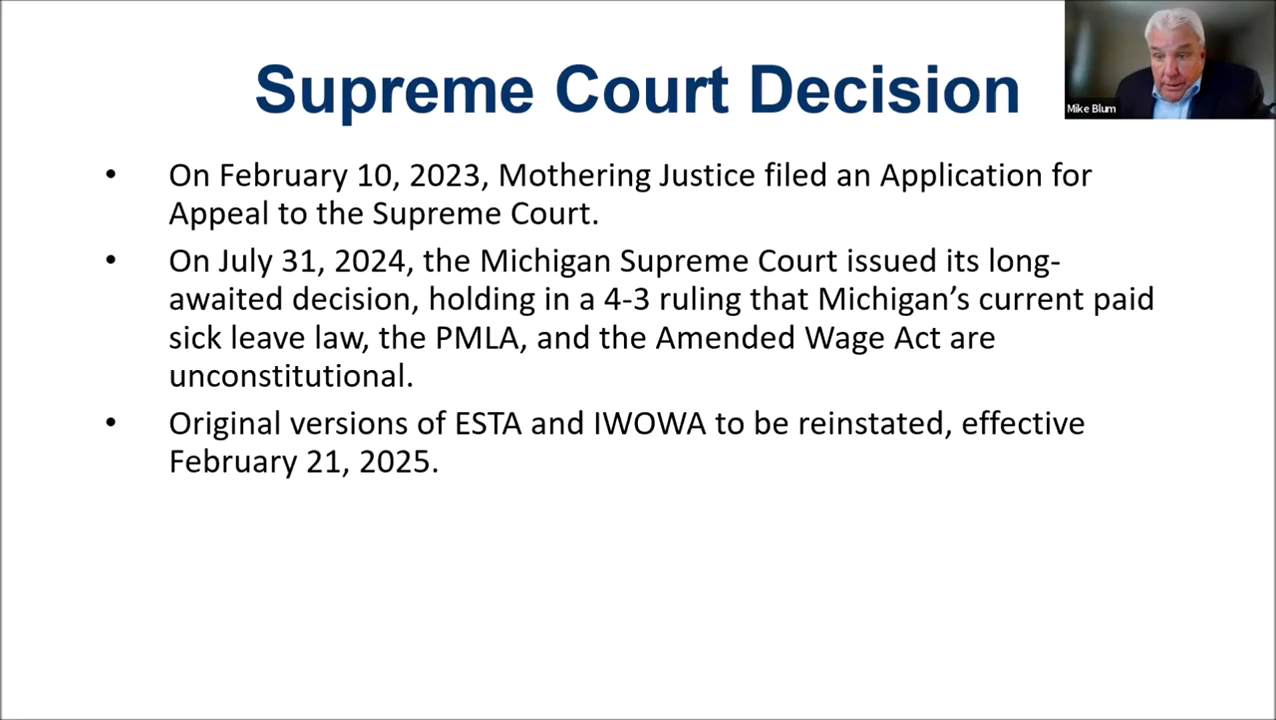 Supreme Court Decision
Mike Blum
• On February 10, 2023, Mothering Justice filed an Application for
Appeal to the Supreme Court.
• On July 31, 2024, the Michigan Supreme Court issued its long-
awaited decision, holding in a 4-3 ruling that Michigan’s current paid
sick leave law, the PMLA, and the Amended Wage Act are
unconstitutional.
• Original versions of ESTA and IWOWA to be reinstated, effective
February 21, 2025.